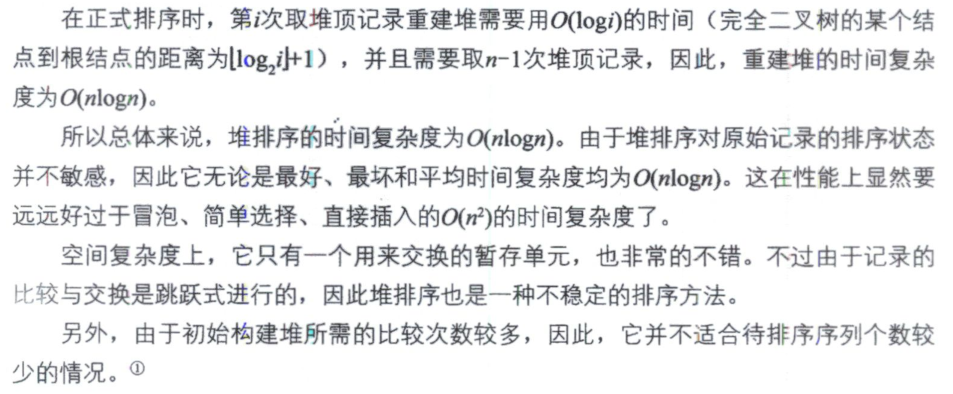 在正式排序时，第i次取堆顶记录重建堆需要用O(logi)的时间（完全二叉树的某个结
点到根结点的距离为⌊log₂i⌋+1），并且需要取n-1次堆顶记录，因此，重建堆的时间复杂
度为O(nlogn)。
所以总体来说，堆排序的时间复杂度为O(nlogn)。由于堆排序对原始记录的排序状态
并不敏感，因此它无论是最好、最坏和平均时间复杂度均为O(nlogn)。这在性能上显然要
远远好过于冒泡、简单选择、直接插入的O(n²)的时间复杂度了。
空间复杂度上，它只有一个用来交换的暂存单元，也非常的不错。不过由于记录的
比较与交换是跳跃式进行的，因此堆排序也是一种不稳定的排序方法。
另外，由于初始构建堆所需的比较次数较多，因此，它并不适合待排序序列个数较
少的情况。①